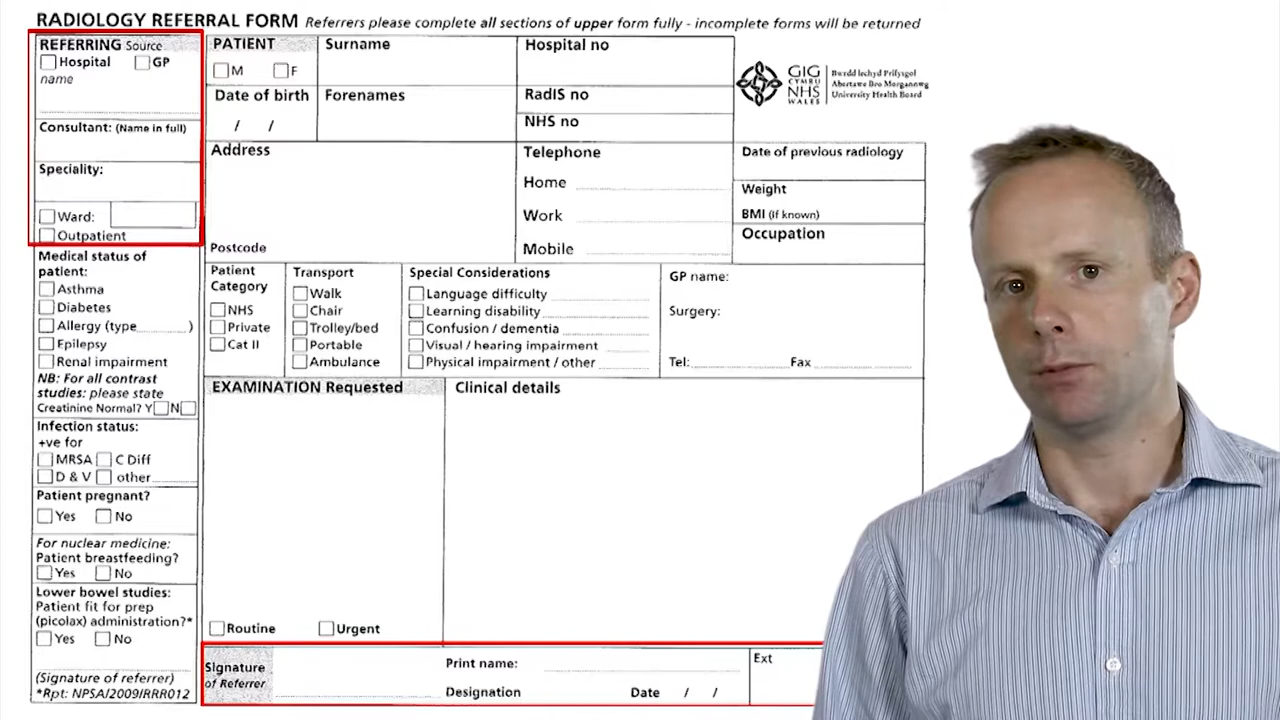 RADIOLOGY REFERRAL FORM Referrers please complete all sections of upper form fully - incomplete forms will be returned
REFERRING Source
Hospital GP
name
Consultant: (Name in full)
Speciality:
Ward:
Outpatient
Medical status of
patient:
Asthma
Diabetes
Allergy (type ______ )
Epilepsy
Renal impairment
NB: For all contrast
studies: please state
Creatinine Normal? Y N
Infection status:
+ve for
MRSA C Diff
D & V other
Patient pregnant?
Yes No
For nuclear medicine:
Patient breastfeeding?
Yes No
Lower bowel studies:
Patient fit for prep
(picolax) administration?*
Yes No
(Signature of referrer)
*Rpt: NPSA/2009/RRR012
PATIENT
M F
Date of birth
/ /
Surname
Forenames
Hospital no
RadIS no
NHS no
Address
Postcode
Telephone
Home
Work
Mobile
GIG
CYMRU
NHS
WALES
Bwrdd Iechyd Prifysgol
Abertawe Bro Morgannwg
University Health Board
Date of previous radiology
Weight
BMI (if known)
Occupation
Patient
Category
NHS
Private
Cat II
Transport
Walk
Chair
Trolley/bed
Portable
Ambulance
Special Considerations
Language difficulty
Learning disability
Confusion / dementia
Visual / hearing impairment
Physical impairment / other
GP name:
Surgery:
Tel: Fax
EXAMINATION Requested
Routine Urgent
Clinical details
Signature
of Referrer
Print name:
Designation Date / /
Ext